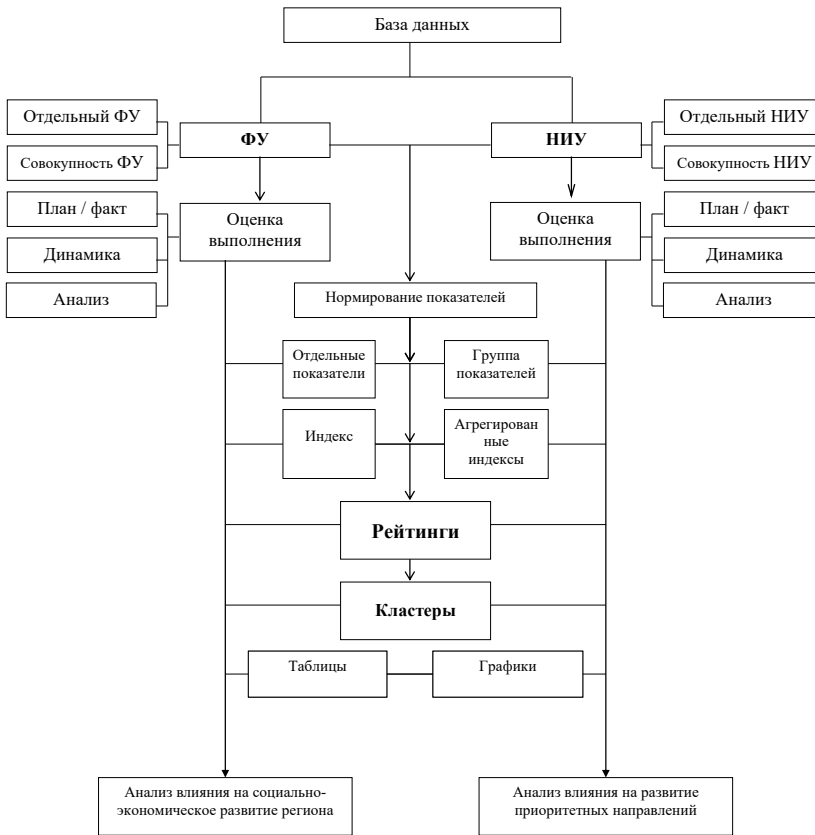 База данных
Отдельный ФУ
ФУ
НИУ
Отдельный НИУ
Совокупность ФУ
Совокупность НИУ
План / факт
Оценка
выполнения
Оценка
выполнения
План / факт
Динамика
Динамика
Анализ
Нормирование показателей
Анализ
Отдельные
показатели
Группа
показателей
Индекс
Агрегирован
ные
индексы
Рейтинги
Кластеры
Таблицы
Графики
Анализ влияния на социально-
экономическое развитие региона
Анализ влияния на развитие
приоритетных направлений